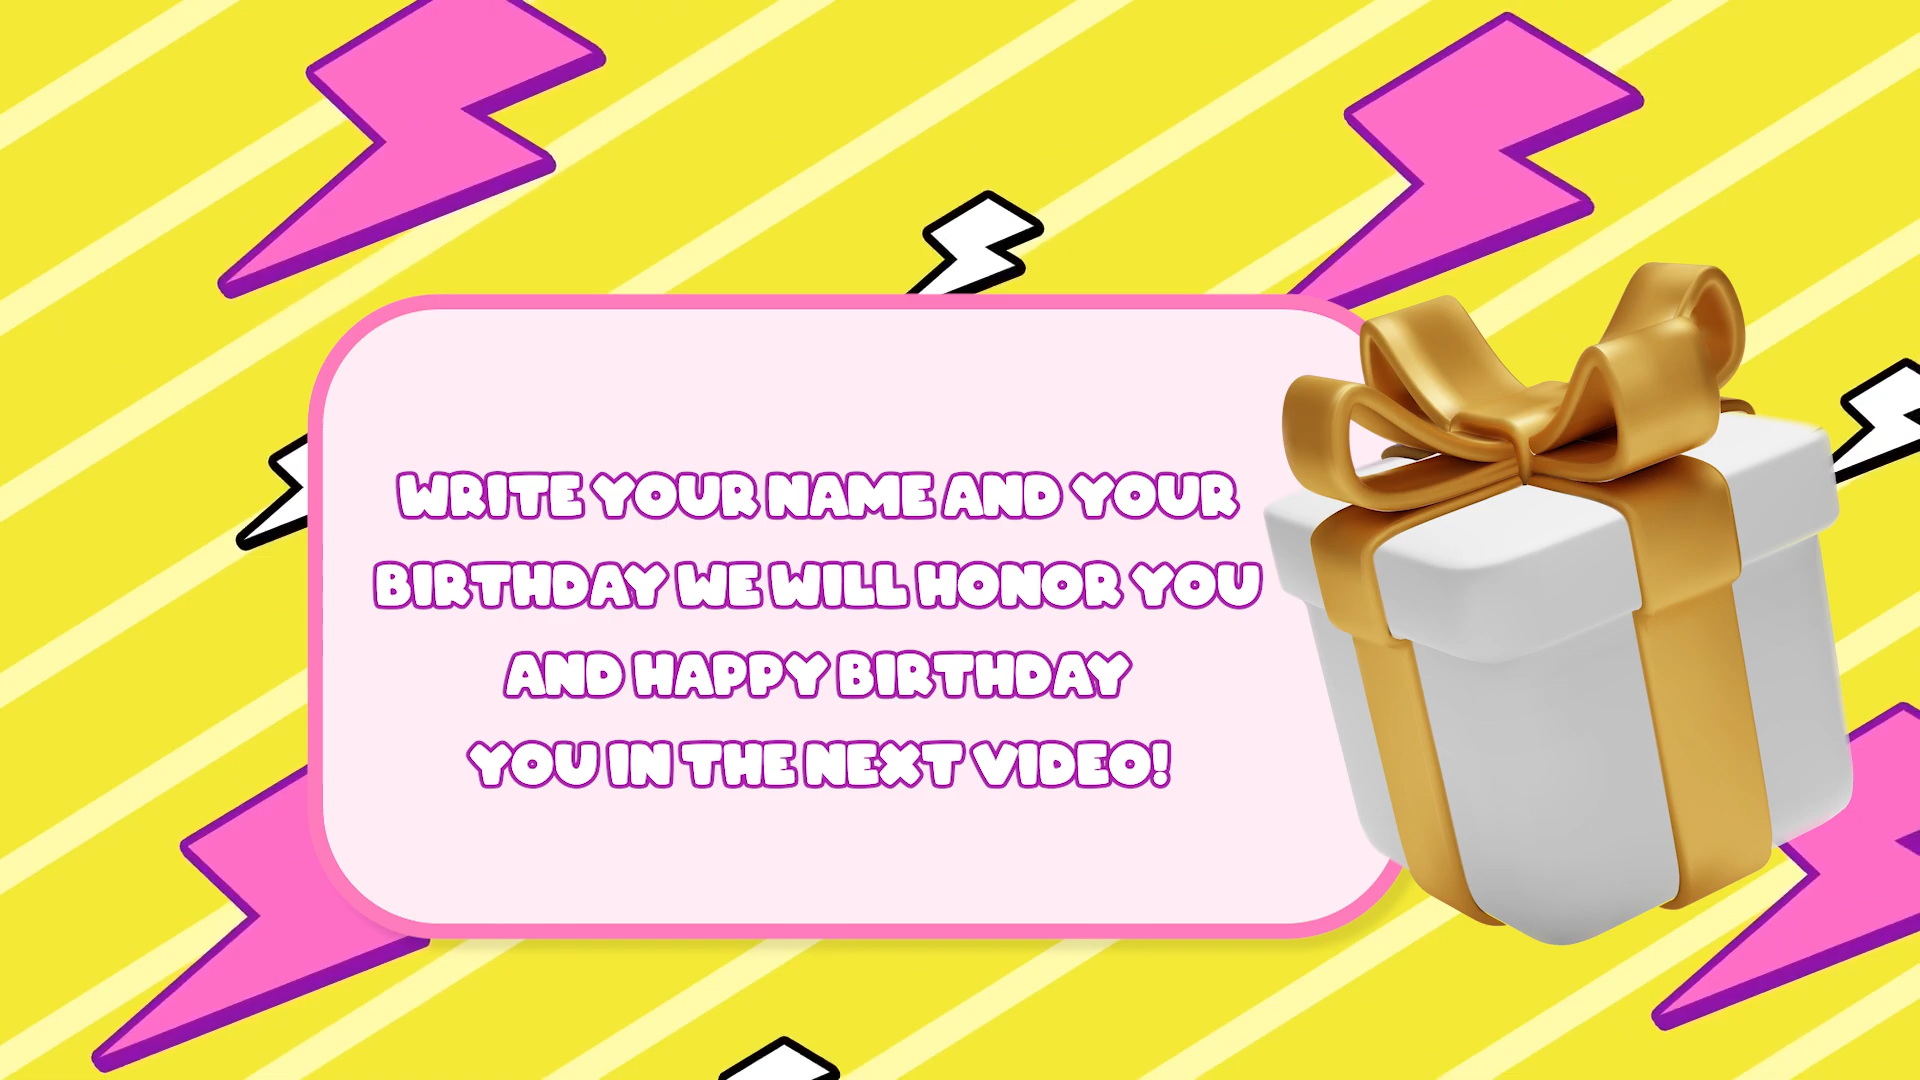 WRITE YOUR NAME AND YOUR
BIRTHDAY WE WILL HONOR YOU
AND HAPPY BIRTHDAY
YOU IN THE NEXT VIDEO!